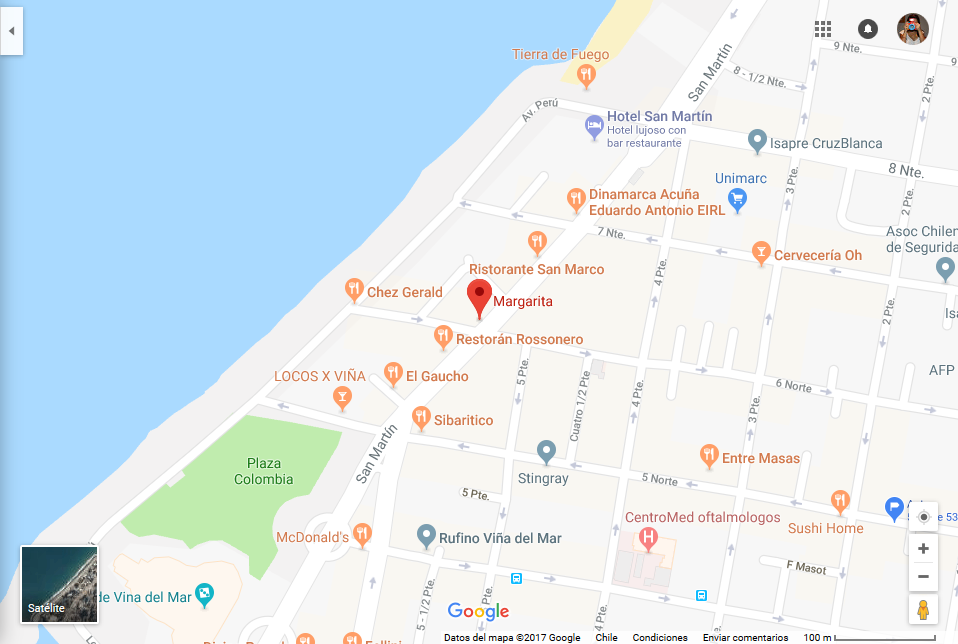 9 Nte.
9
Tierra de Fuego
San Martín
8 - 1/2 Nte.
2 Pte.
Av. Perú
Hotel San Martín
Hotel lujoso con
bar restaurante
Isapre CruzBlanca
8 Nte.
Unimarc
3 Pte.
Dinamarca Acuña
Eduardo Antonio EIRL
2 Pte.
7 Nte.
Asoc Chilen
de Segurida
Cervecería Oh
Ristorante San Marco
4 Pte.
Chez Gerald
Margarita
2 Pte.
Isa
Restorán Rossonero
LOCOS X VIÑA
El Gaucho
5 Pte.
Cuatro 1/2 Pte
4 Pte.
6 Norte
AFP
3 Pte.
Sibaritico
San Martín
Plaza
Colombia
Stingray
Entre Masas
5 Norte
5 Pte.
McDonald's
Rufino Viña del Mar
CentroMed oftalmologos
Sushi Home
F Masot
Satélite
de Vina del Mar
5 - 1/2 Pte.
5 Pte.
4 Pte.
Google
Datos del mapa ©2017 Google
Chile
Condiciones
Enviar comentarios
100 m